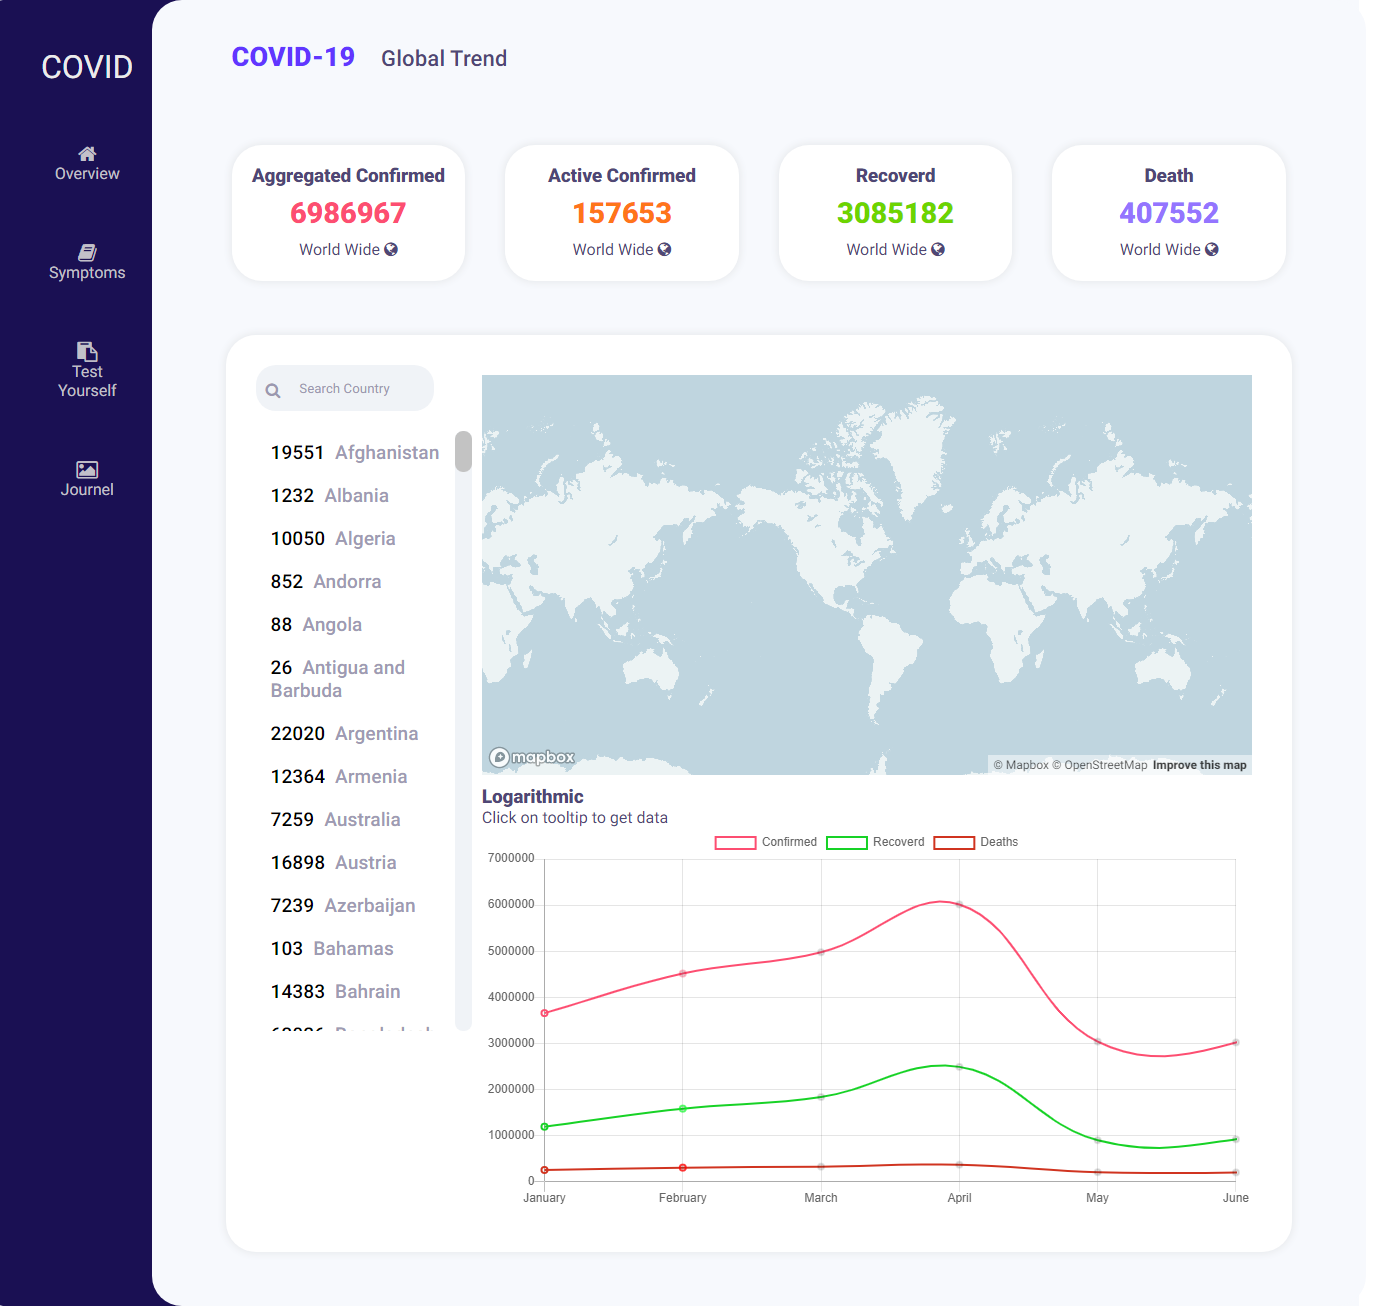 COVID
Overview
Symptoms
Test
Yourself
Journel
COVID-19 Global Trend
Aggregated Confirmed
6986967
World Wide
Active Confirmed
157653
World Wide
Recoverd
3085182
World Wide
Death
407552
World Wide
Search Country
19551 Afghanistan
1232 Albania
10050 Algeria
852 Andorra
88 Angola
26 Antigua and
Barbuda
22020 Argentina
12364 Armenia
7259 Australia
16898 Austria
7239 Azerbaijan
103 Bahamas
14383 Bahrain
mapbox
© Mapbox © OpenStreetMap Improve this map
Logarithmic
Click on tooltip to get data
Confirmed Recoverd Deaths
7000000
6000000
5000000
4000000
3000000
2000000
1000000
0
January February March April May June